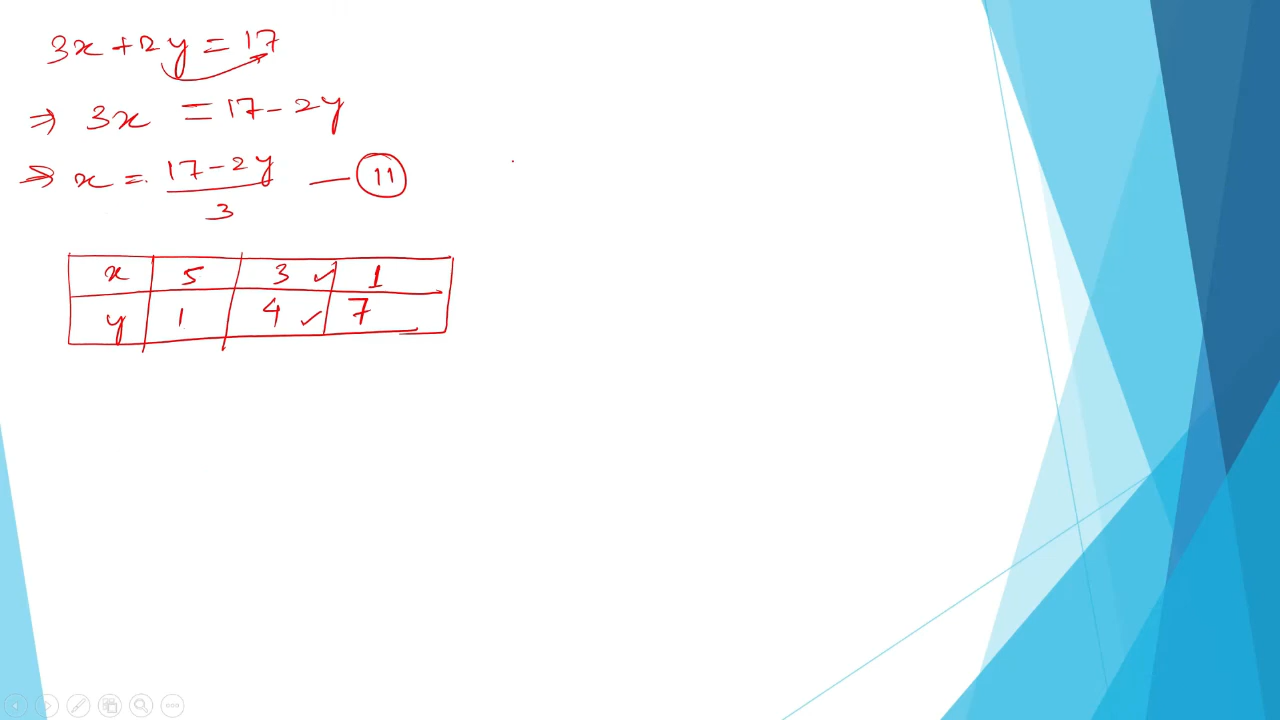 3x + 2y = 17
⇒ 3x = 17 - 2y
⇒ x = (17 - 2y)/3 — 11
x 5 3 ✓ 1
y 1 4 ✓ 7